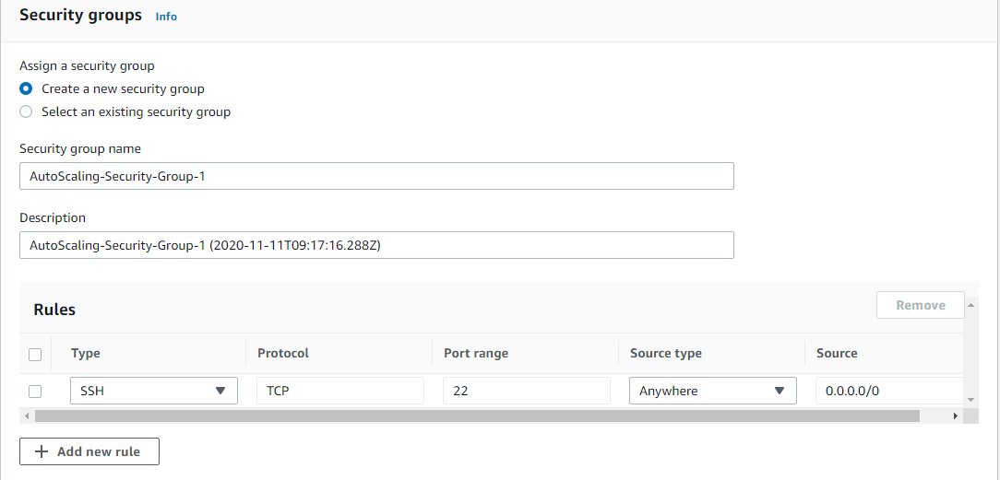 Security groups Info
Assign a security group
Create a new security group
Select an existing security group
Security group name
AutoScaling-Security-Group-1
Description
AutoScaling-Security-Group-1 (2020-11-11T09:17:16.288Z)
Rules
Remove
Type Protocol Port range Source type Source
SSH TCP 22 Anywhere 0.0.0.0/0
Add new rule